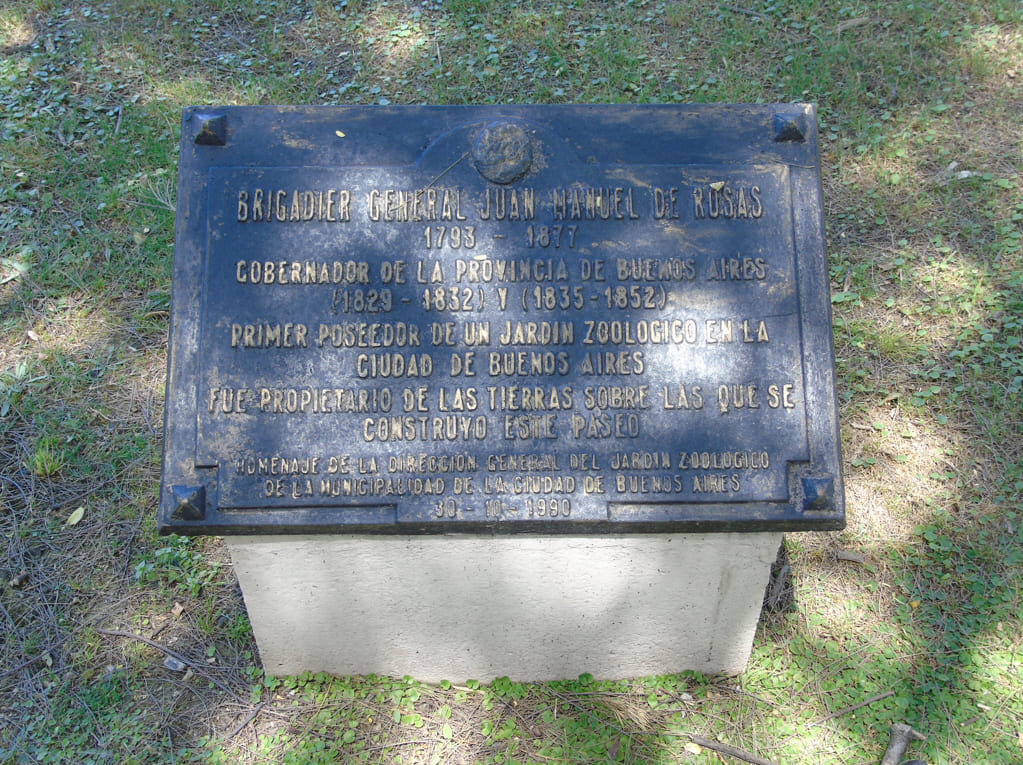 BRIGADIER GENERAL JUAN MANUEL DE ROSAS
1793 - 1877
GOBERNADOR DE LA PROVINCIA DE BUENOS AIRES
(1829 - 1832) Y (1835 - 1852)
PRIMER POSEEDOR DE UN JARDIN ZOOLOGICO EN LA
CIUDAD DE BUENOS AIRES
FUE PROPIETARIO DE LAS TIERRAS SOBRE LAS QUE SE
CONSTRUYO ESTE PASEO
HOMENAJE DE LA DIRECCION GENERAL DEL JARDIN ZOOLOGICO
DE LA MUNICIPALIDAD DE LA CIUDAD DE BUENOS AIRES
30 - 10 - 1990